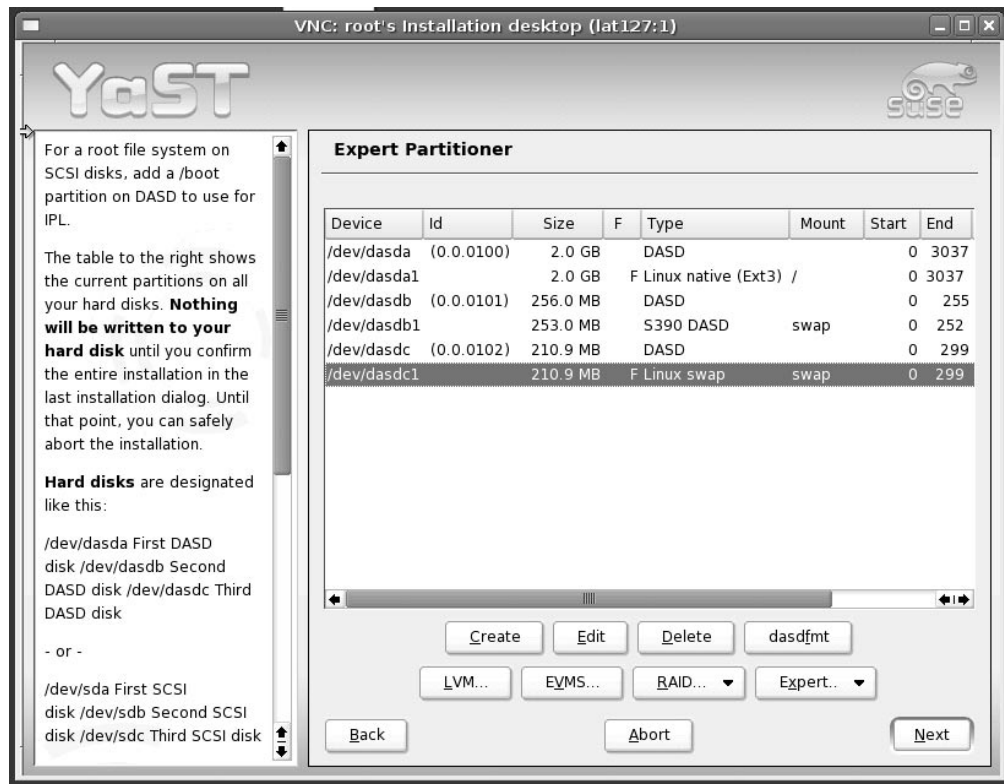 VNC: root's Installation desktop (lat127:1)
YaST
suse
For a root file system on
SCSI disks, add a /boot
partition on DASD to use for
IPL.
The table to the right shows
the current partitions on all
your hard disks. Nothing
will be written to your
hard disk until you confirm
the entire installation in the
last installation dialog. Until
that point, you can safely
abort the installation.
Hard disks are designated
like this:
/dev/dasda First DASD
disk /dev/dasdb Second
DASD disk /dev/dasdc Third
DASD disk
- or -
/dev/sda First SCSI
disk /dev/sdb Second SCSI
disk /dev/sdc Third SCSI disk
Expert Partitioner
Device Id Size F Type Mount Start End
/dev/dasda (0.0.0100) 2.0 GB DASD 0 3037
/dev/dasda1 2.0 GB F Linux native (Ext3) / 0 3037
/dev/dasdb (0.0.0101) 256.0 MB DASD 0 255
/dev/dasdb1 253.0 MB S390 DASD swap 0 252
/dev/dasdc (0.0.0102) 210.9 MB DASD 0 299
/dev/dasdc1 210.9 MB F Linux swap swap 0 299
Create Edit Delete dasdfmt
LVM... EVMS... RAID... Expert..
Back Abort Next